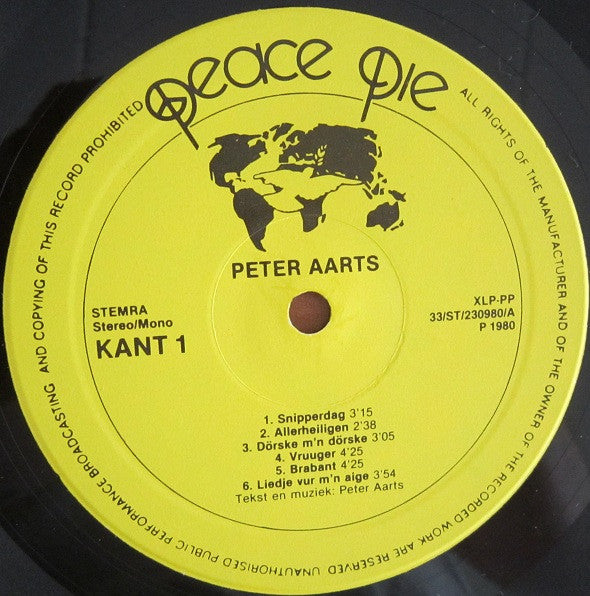 peace pie
ALL RIGHTS OF THE MANUFACTURER AND OF THE OWNER OF THE RECORDED WORK ARE RESERVED UNAUTHORISED PUBLIC PERFORMANCE BROADCASTING AND COPYING OF THIS RECORD PROHIBITED
PETER AARTS
STEMRA
Stereo/Mono
KANT 1
XLP-PP
33/ST/230980/A
P 1980
1. Snipperdag 3'15
2. Allerheiligen 2'38
3. Dörske m'n dörske 3'05
4. Vruuger 4'25
5. Brabant 4'25
6. Liedje vur m'n aige 3'54
Tekst en muziek: Peter Aarts